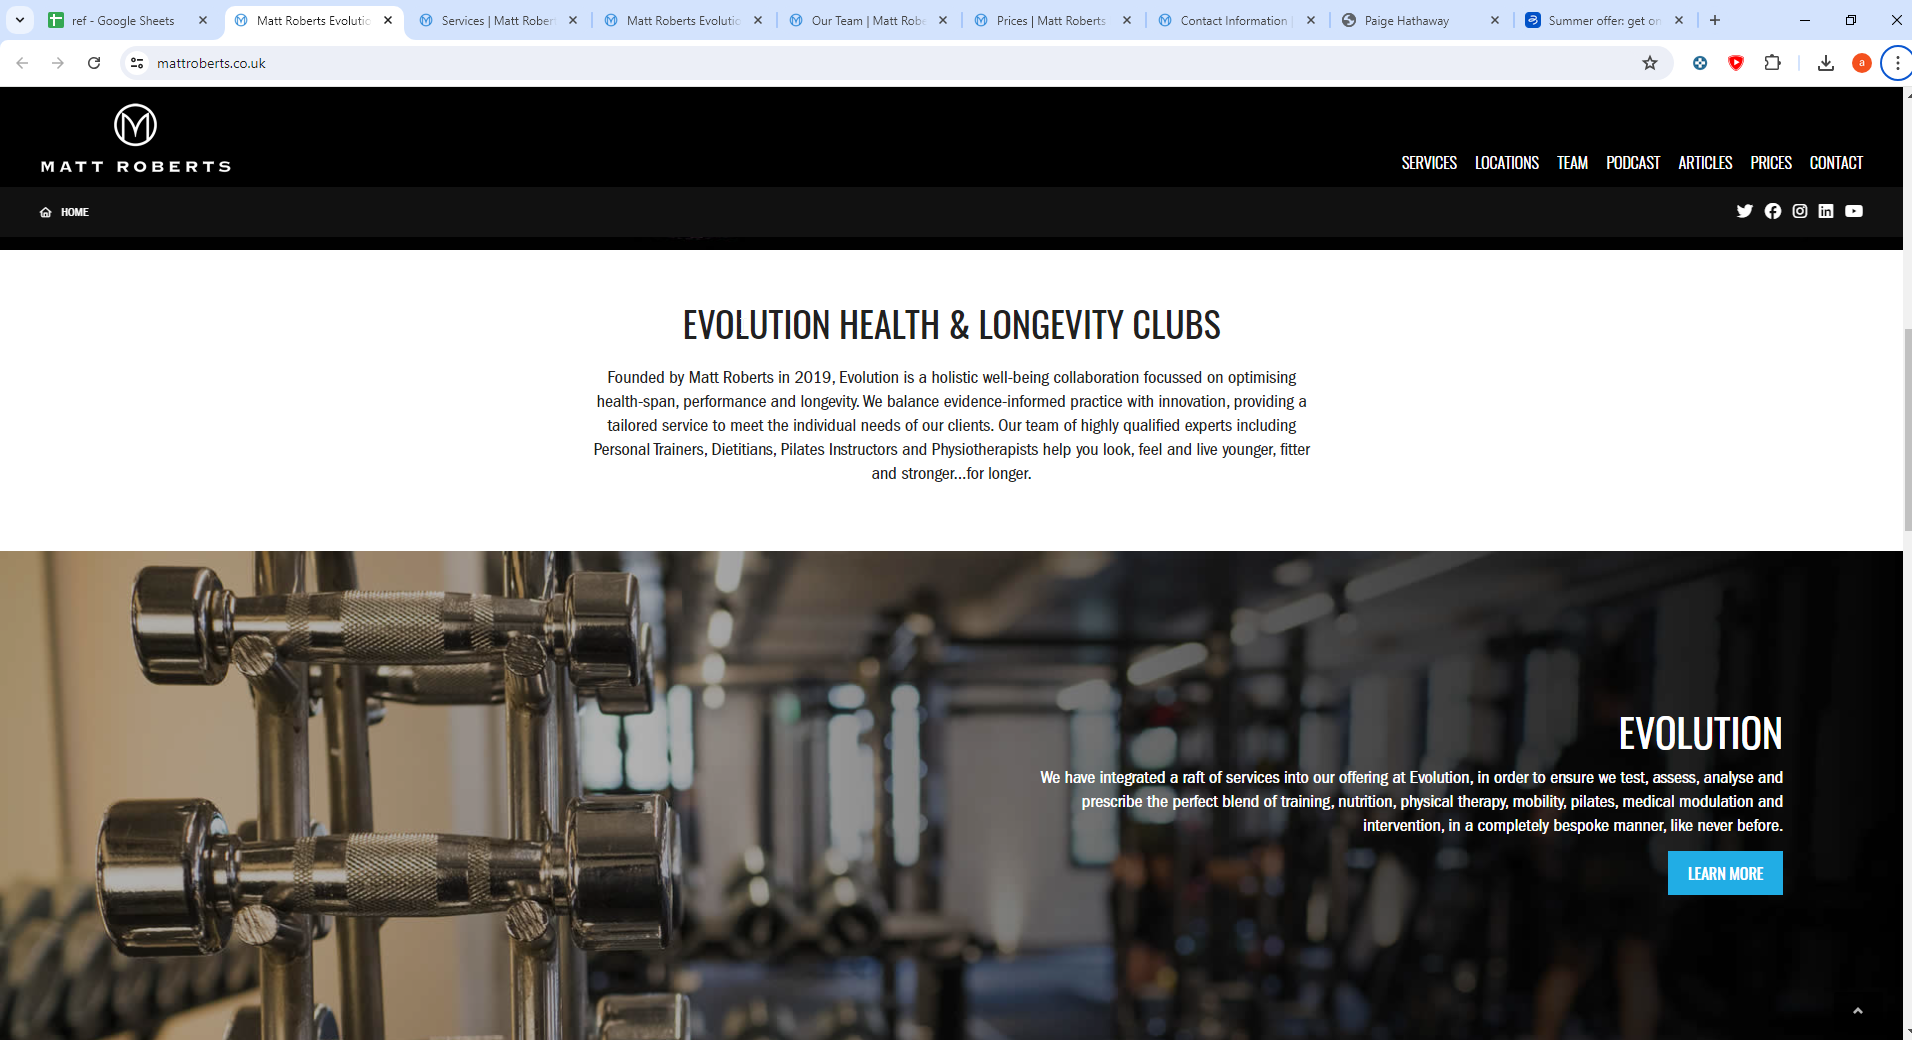 ref - Google Sheets
Matt Roberts Evolutio
Services | Matt Rober
Matt Roberts Evolutio
Our Team | Matt Robe
Prices | Matt Roberts
Contact Information |
Paige Hathaway
Summer offer: get on
mattroberts.co.uk
a
MATT ROBERTS
SERVICES LOCATIONS TEAM PODCAST ARTICLES PRICES CONTACT
HOME
EVOLUTION HEALTH & LONGEVITY CLUBS
Founded by Matt Roberts in 2019, Evolution is a holistic well-being collaboration focussed on optimising
health-span, performance and longevity. We balance evidence-informed practice with innovation, providing a
tailored service to meet the individual needs of our clients. Our team of highly qualified experts including
Personal Trainers, Dietitians, Pilates Instructors and Physiotherapists help you look, feel and live younger, fitter
and stronger...for longer.
EVOLUTION
We have integrated a raft of services into our offering at Evolution, in order to ensure we test, assess, analyse and
prescribe the perfect blend of training, nutrition, physical therapy, mobility, pilates, medical modulation and
intervention, in a completely bespoke manner, like never before.
LEARN MORE